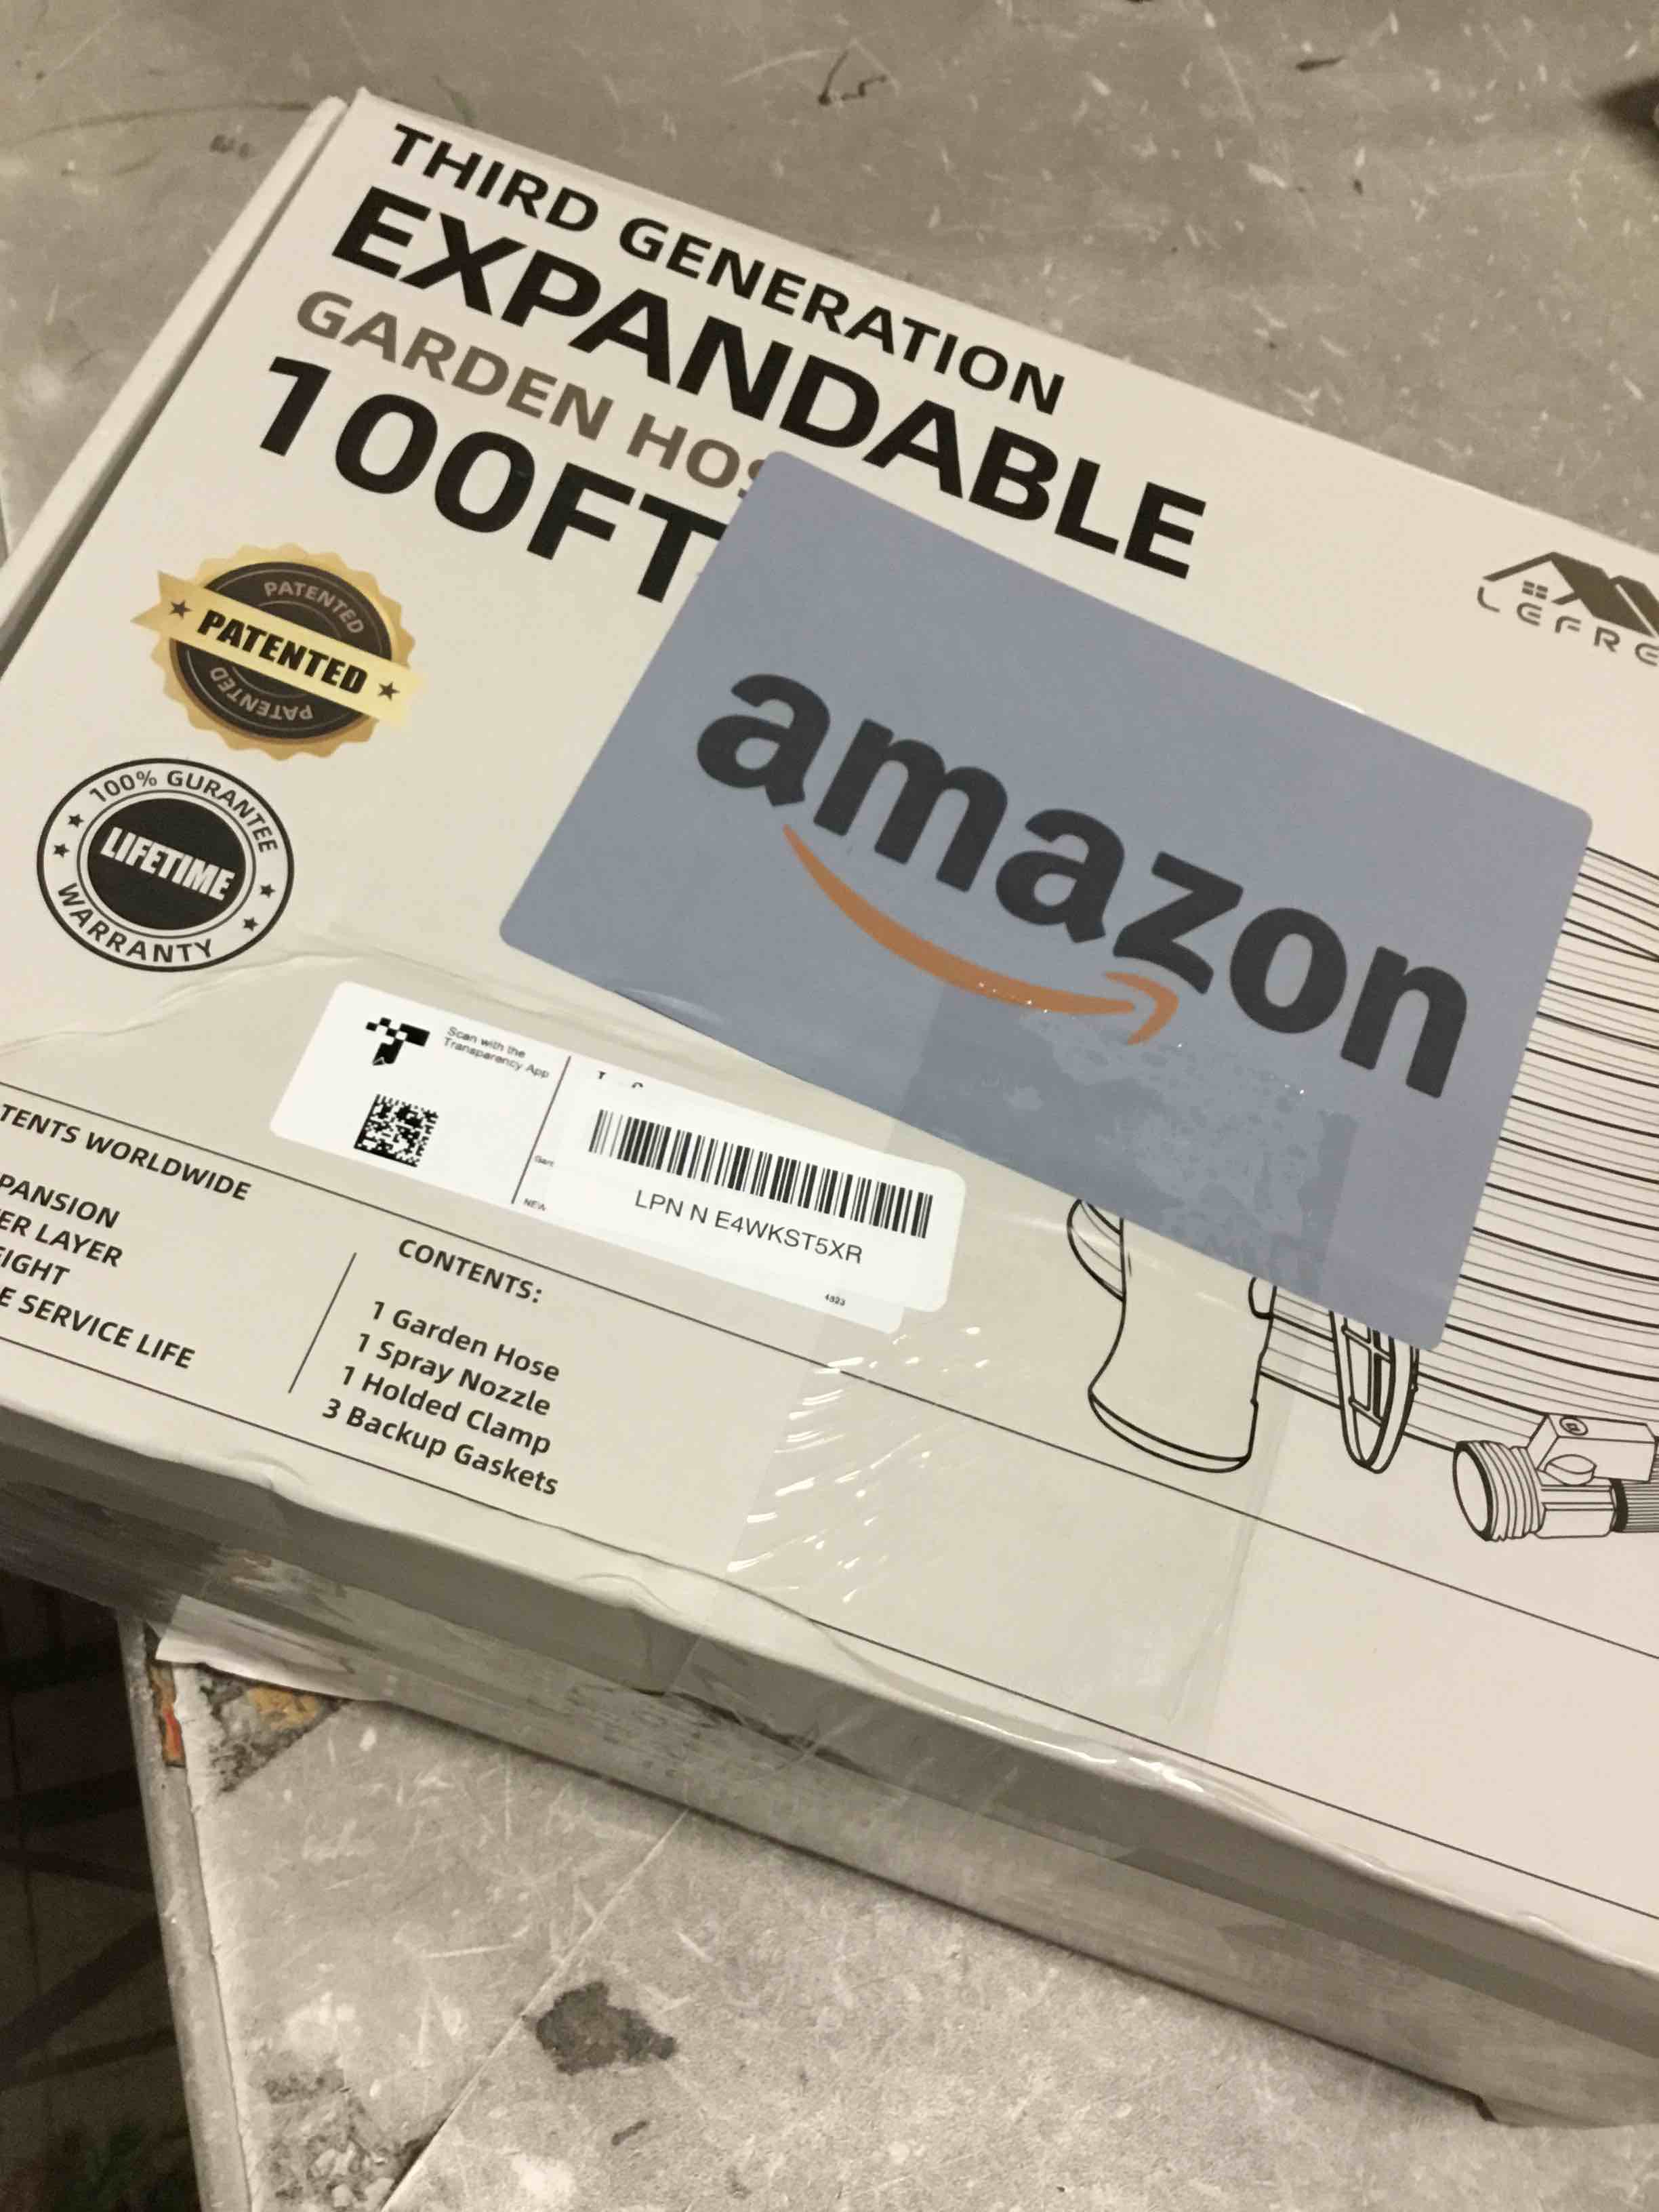 THIRD GENERATION
EXPANDABLE
GARDEN HOS
100FT
LEFRE
PATENTED
PATENTED
PATENTED
100% GURANTEE
LIFETIME
WARRANTY
amazon
Scan with the
Transparency App
NEW
LPN N E4WKST5XR
4823
TENTS WORLDWIDE
PANSION
ER LAYER
EIGHT
E SERVICE LIFE
CONTENTS:
1 Garden Hose
1 Spray Nozzle
1 Holded Clamp
3 Backup Gaskets